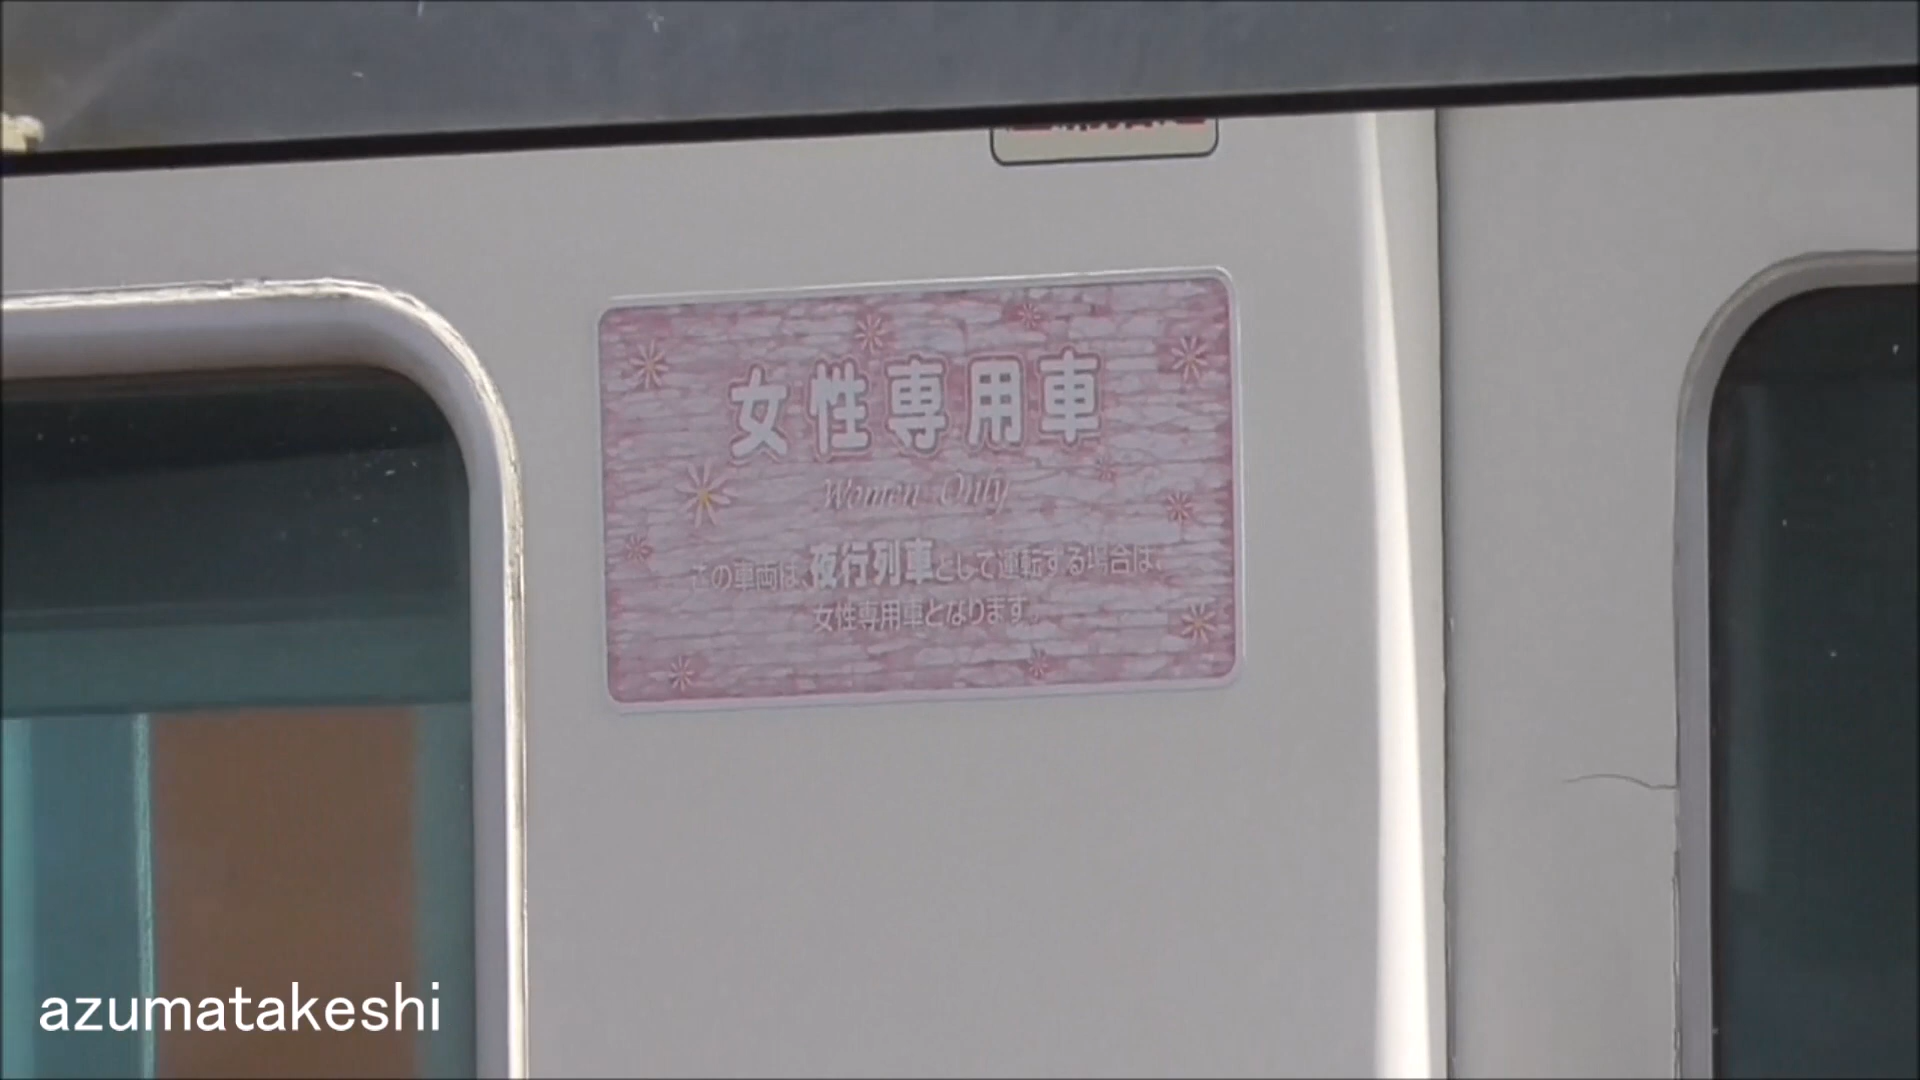 女性専用車
Women Only
この車両は、夜行列車として運転する場合は、
女性専用車となります。
azumatakeshi